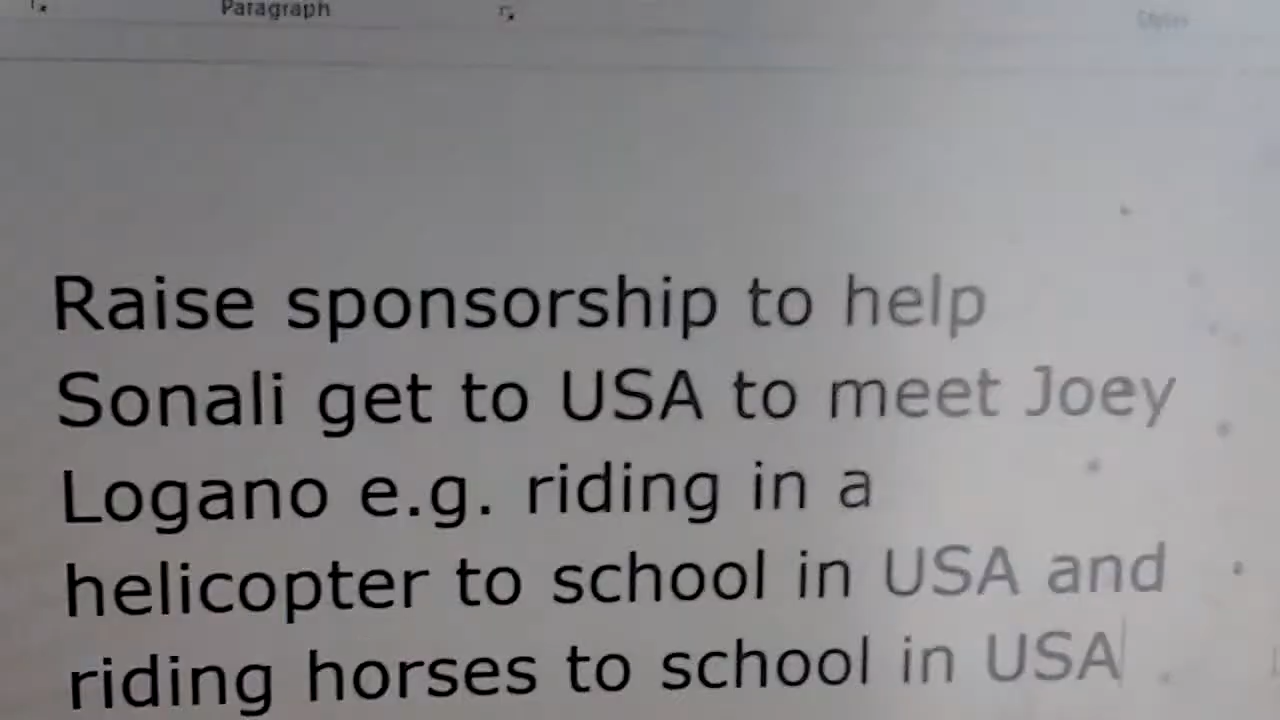 Paragraph
Styles
Raise sponsorship to help
Sonali get to USA to meet Joey
Logano e.g. riding in a
helicopter to school in USA and
riding horses to school in USA